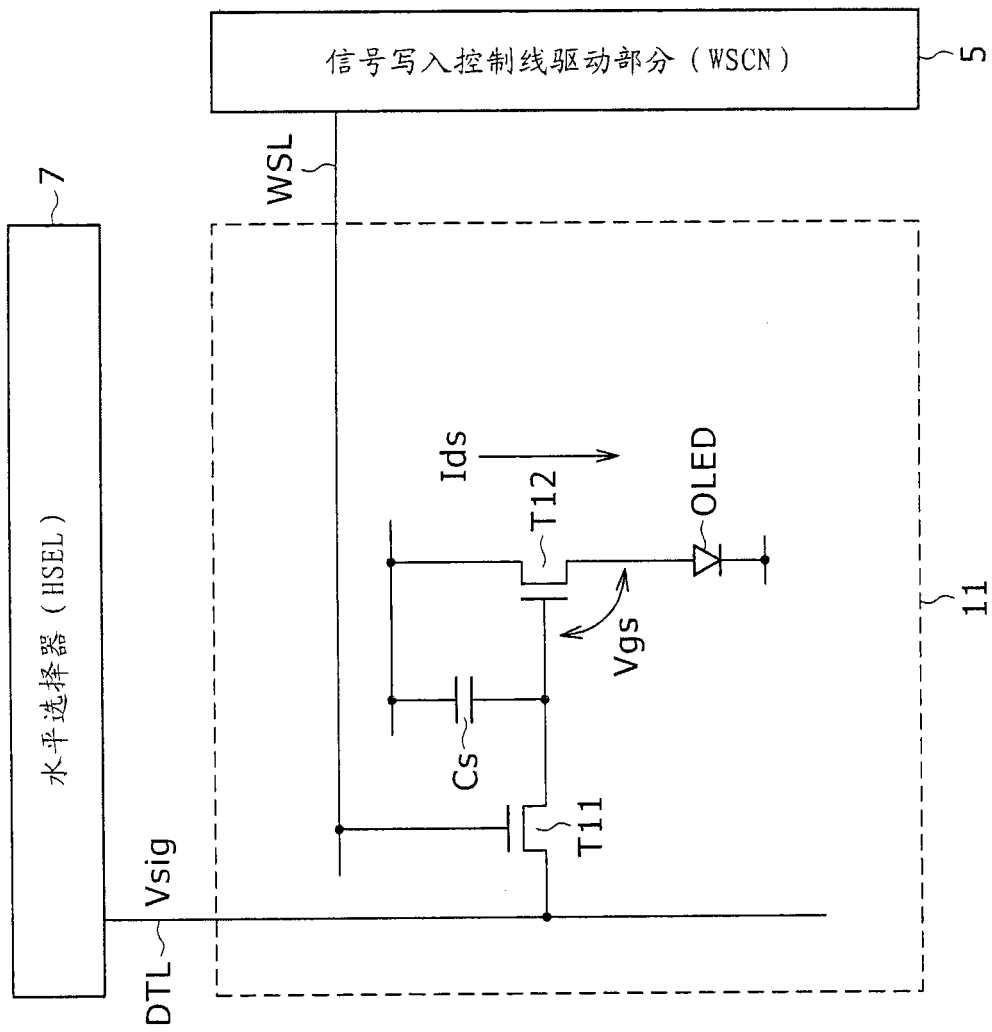 水平选择器(HSEL)
7
DTL
Vsig
WSL
信号写入控制线驱动部分(WSCN)
5
Cs
T11
Ids
T12
Vgs
OLED
11